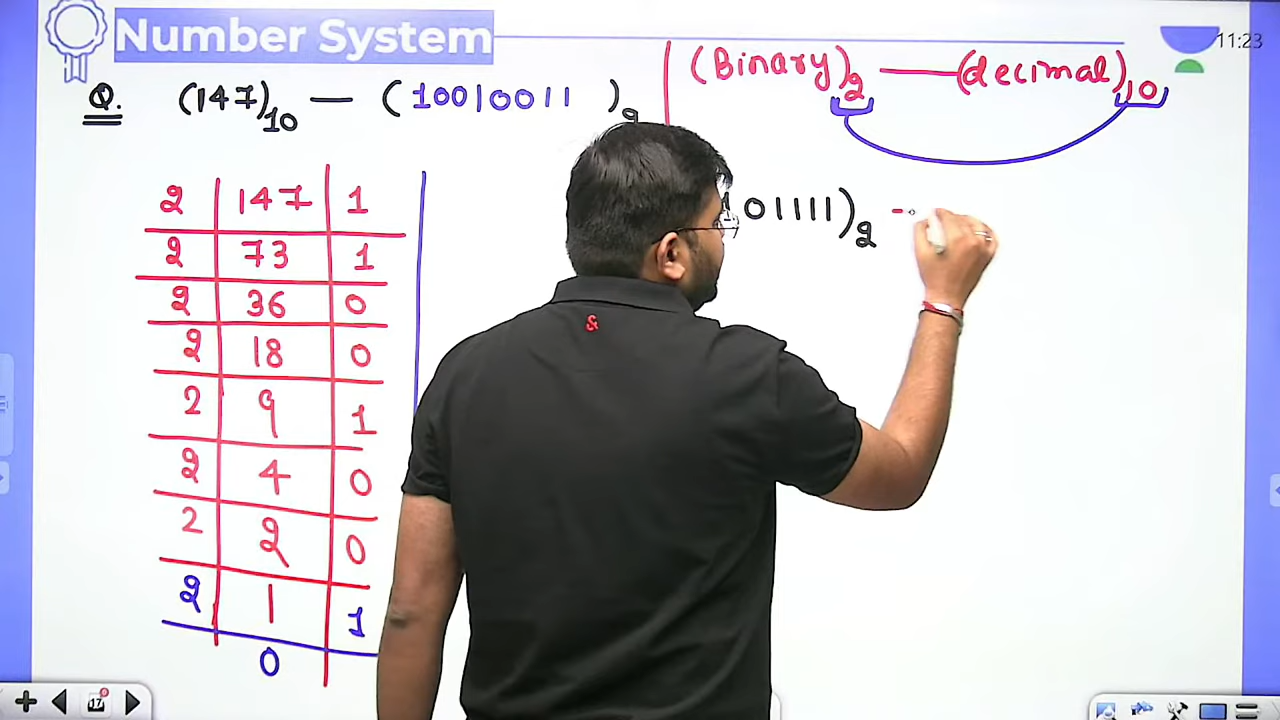 Number System
11:23
Q. (147)10 — (10010011)2
(Binary)2 — (decimal)10
101111)2 -
2 147 1
2 73 1
2 36 0
2 18 0
2 9 1
2 4 0
2 2 0
2 1 1
0
17